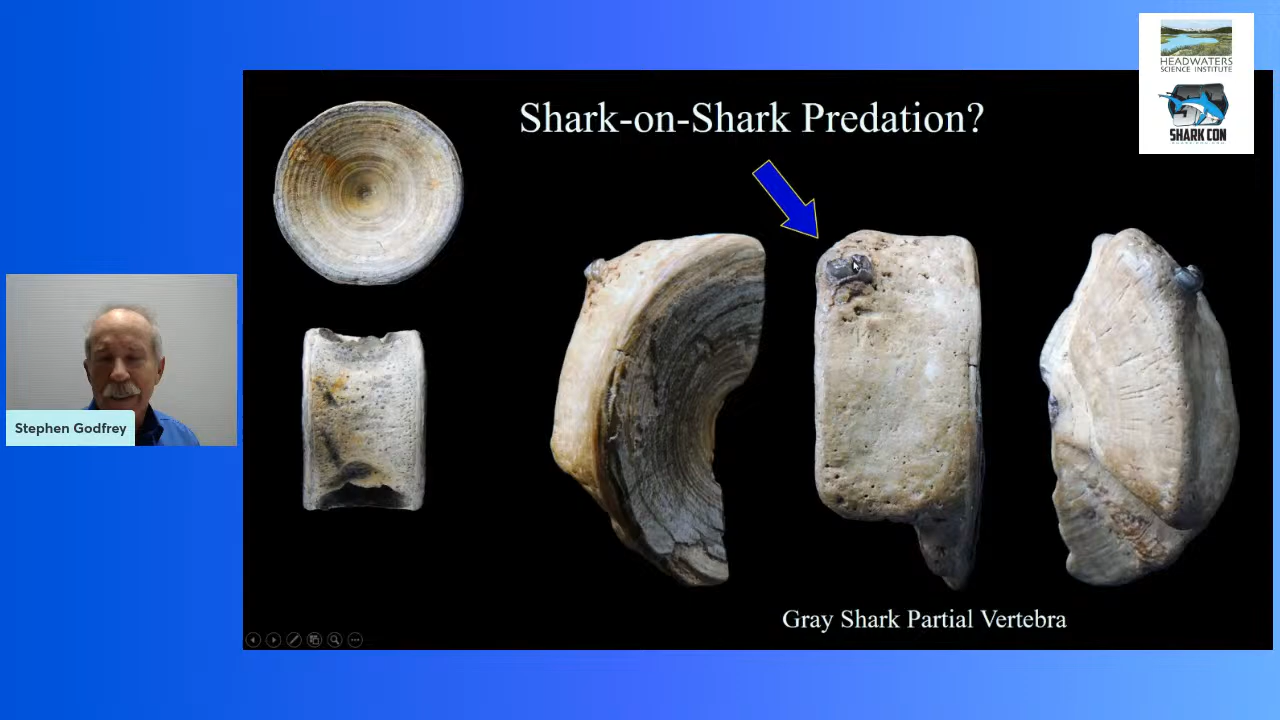 HEADWATERS
SCIENCE INSTITUTE
SHARK CON
Shark-on-Shark Predation?
Stephen Godfrey
Gray Shark Partial Vertebra